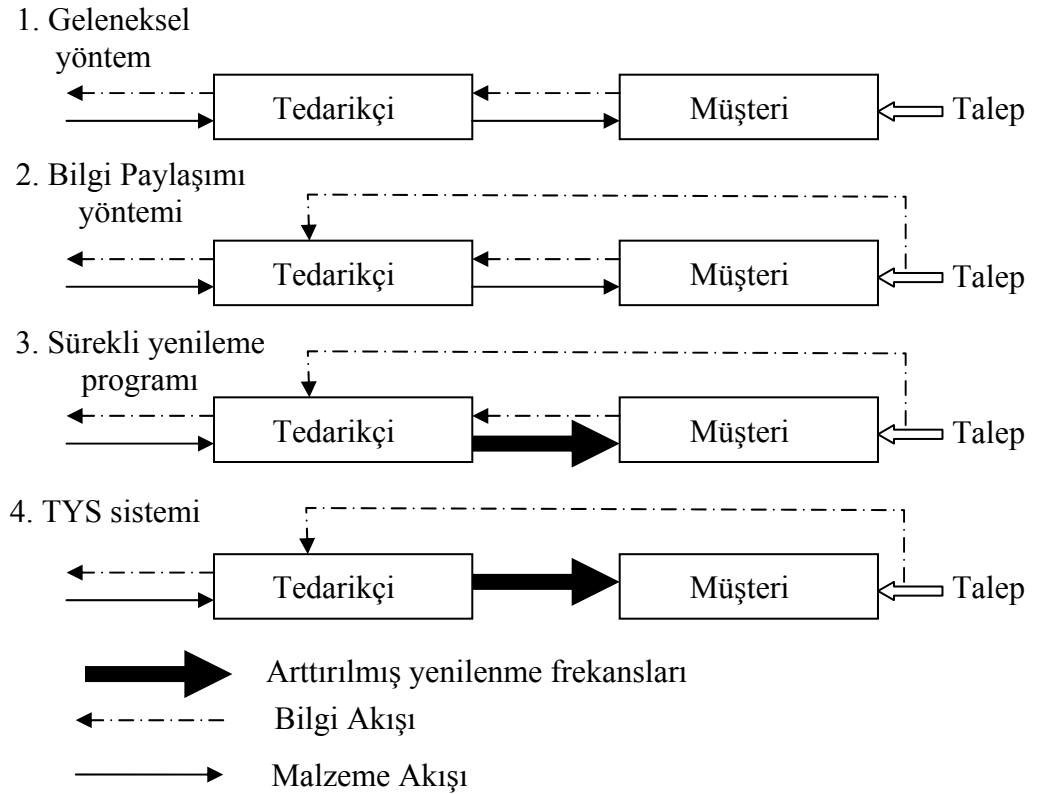 1. Geleneksel
yöntem
Tedarikçi
Müşteri
Talep
2. Bilgi Paylaşımı
yöntemi
Tedarikçi
Müşteri
Talep
3. Sürekli yenileme
programı
Tedarikçi
Müşteri
Talep
4. TYS sistemi
Tedarikçi
Müşteri
Talep
Arttırılmış yenilenme frekansları
Bilgi Akışı
Malzeme Akışı